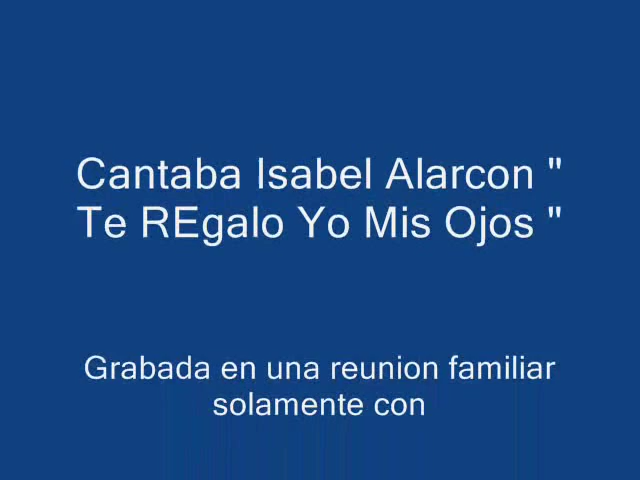 Cantaba Isabel Alarcon "
Te REgalo Yo Mis Ojos "
Grabada en una reunion familiar
solamente con